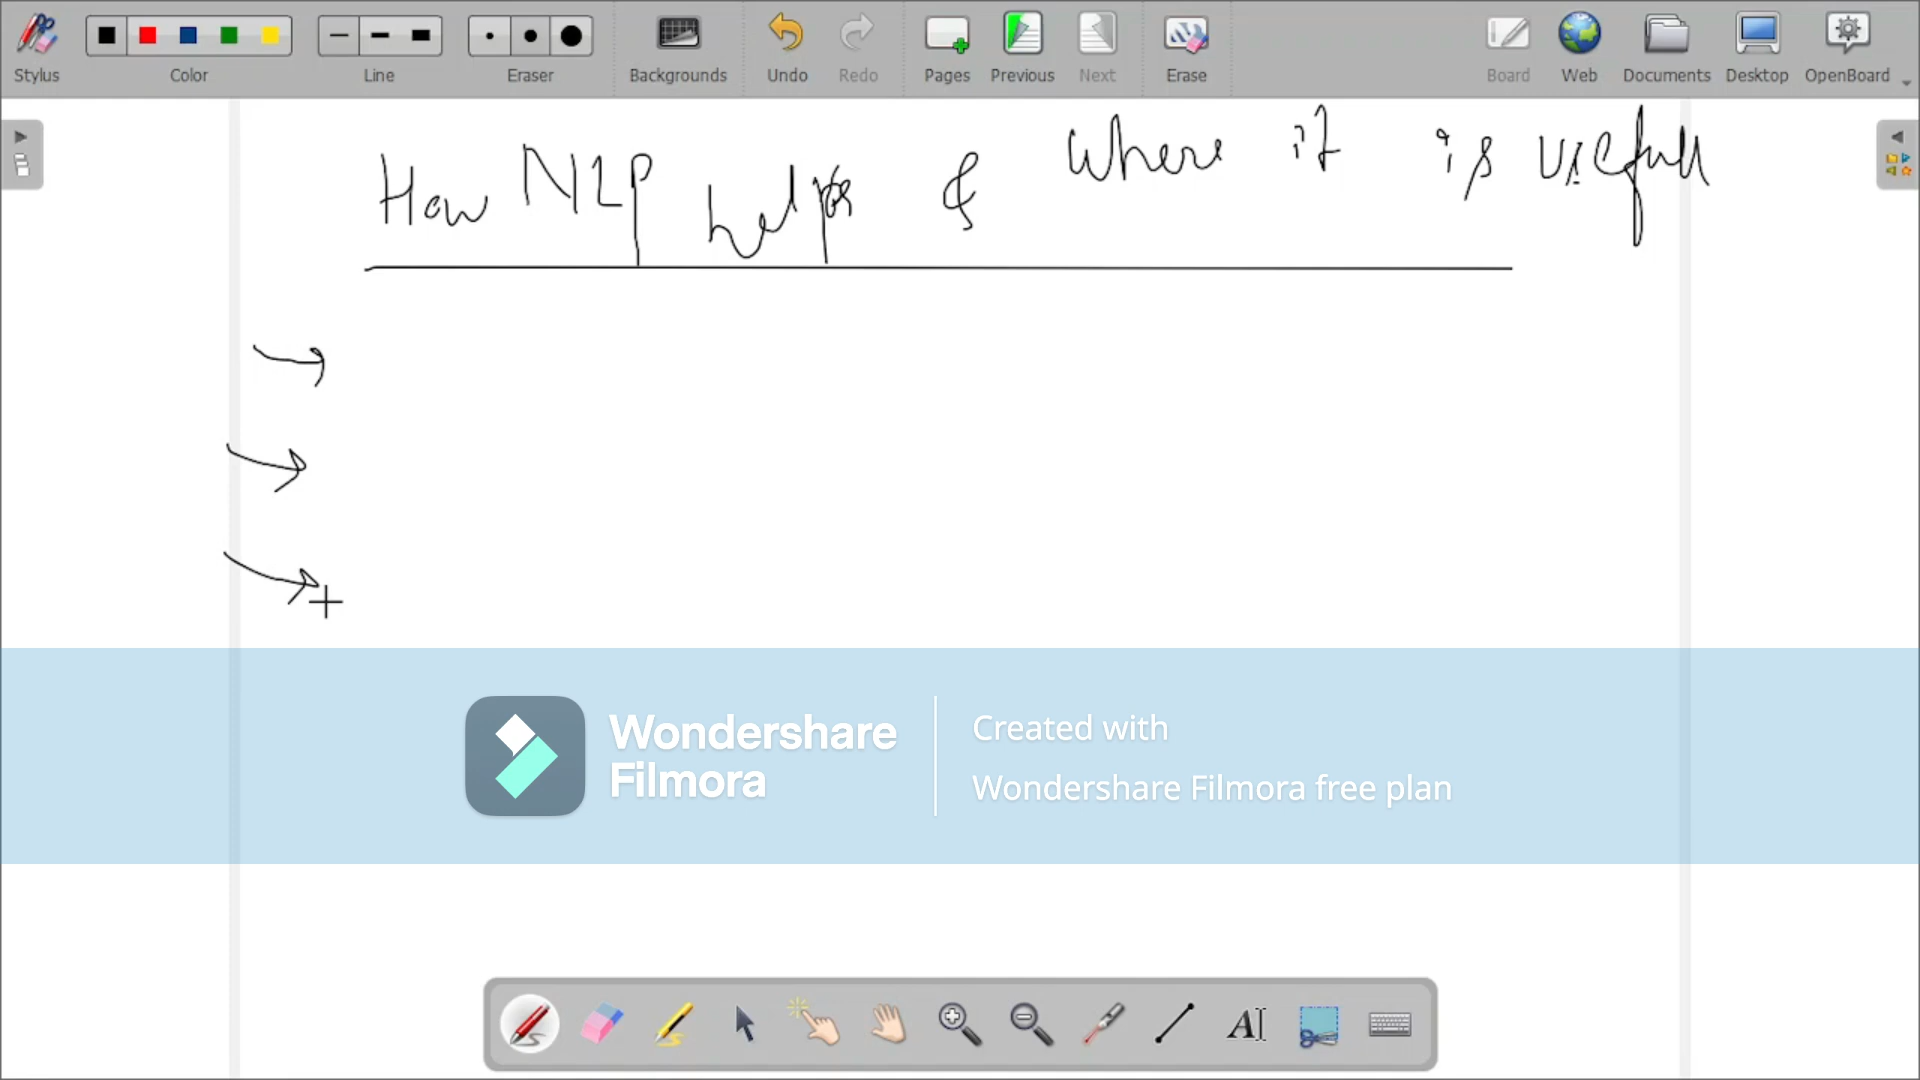 Stylus Color Line Eraser Backgrounds Undo Redo Pages Previous Next Erase Board Web Documents Desktop OpenBoard
How NLP helps & where it is usefull
Wondershare
Filmora
Created with
Wondershare Filmora free plan